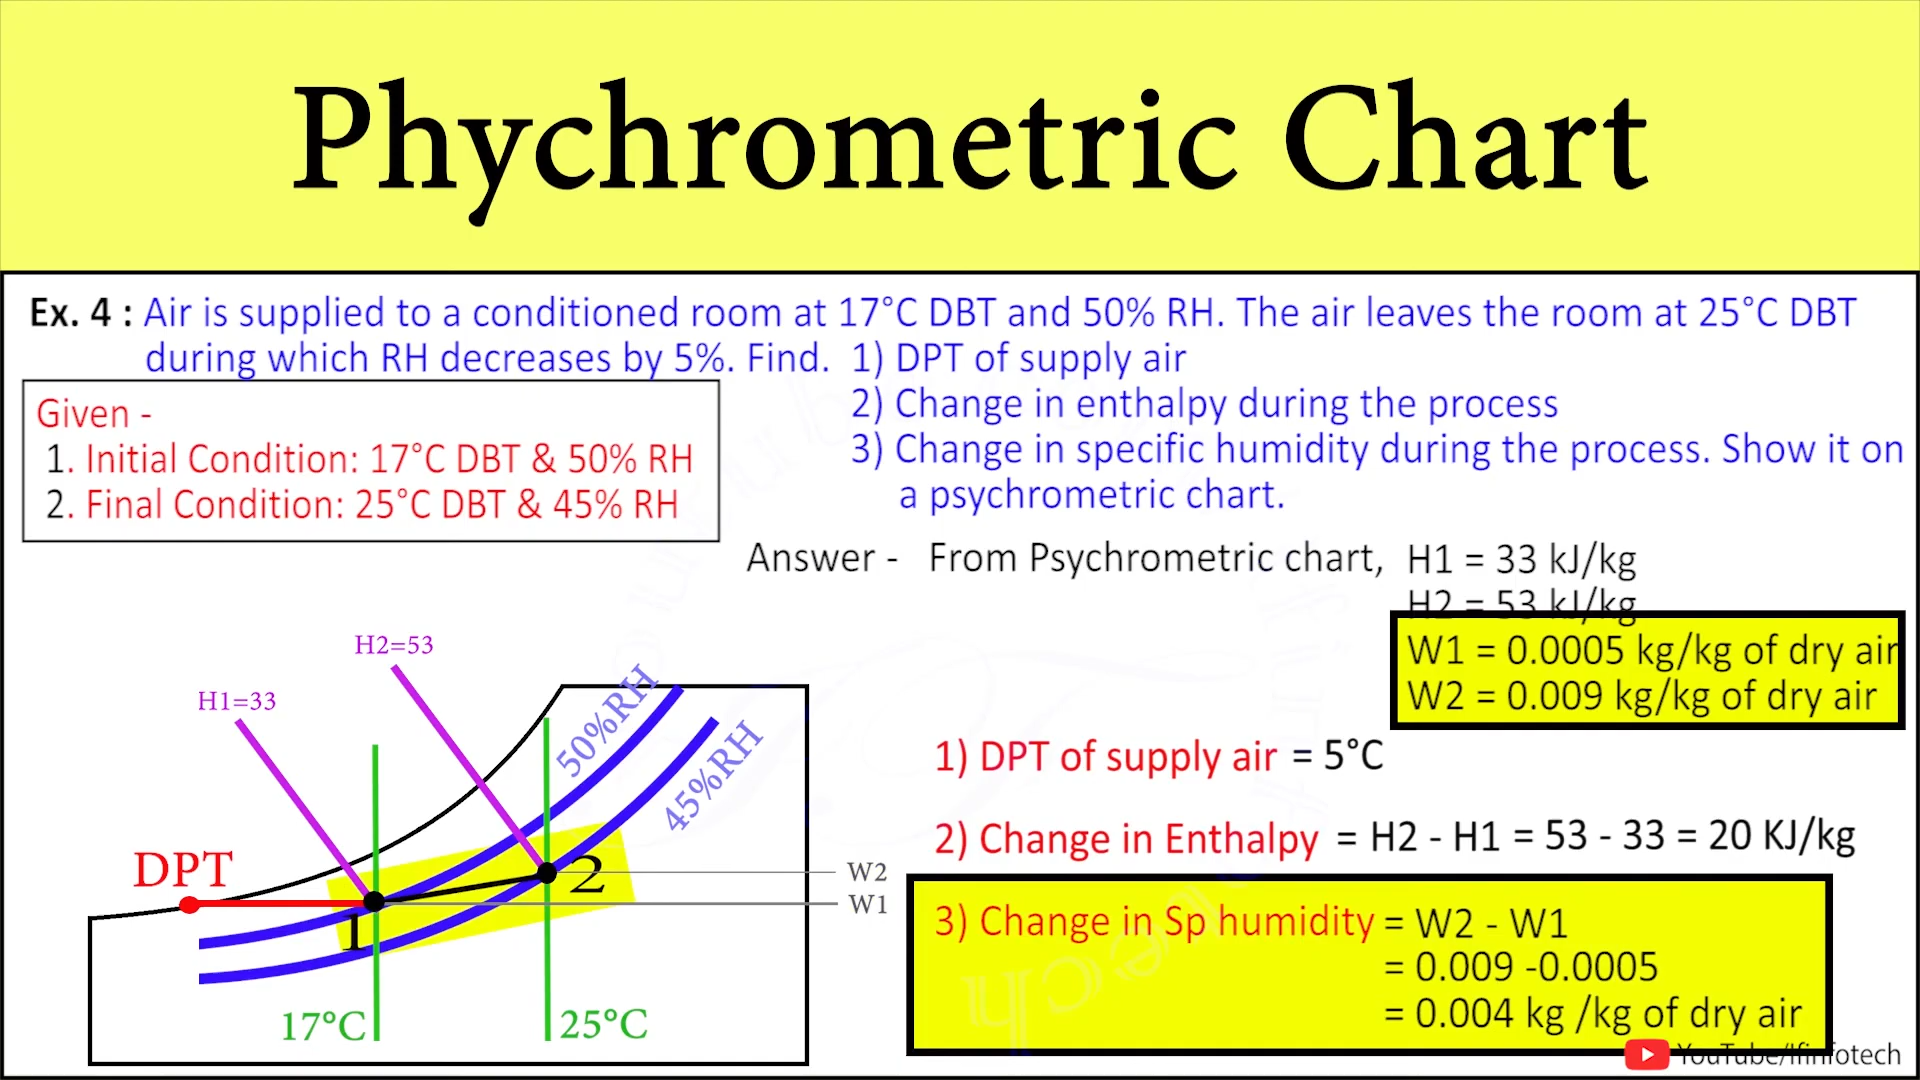 Phychrometric Chart
Ex. 4 : Air is supplied to a conditioned room at 17°C DBT and 50% RH. The air leaves the room at 25°C DBT
during which RH decreases by 5%. Find. 1) DPT of supply air
2) Change in enthalpy during the process
3) Change in specific humidity during the process. Show it on
a psychrometric chart.
Given -
1. Initial Condition: 17°C DBT & 50% RH
2. Final Condition: 25°C DBT & 45% RH
Answer - From Psychrometric chart, H1 = 33 kJ/kg
H2 = 53 kJ/kg
W1 = 0.0005 kg/kg of dry air
W2 = 0.009 kg/kg of dry air
H2=53
H1=33
50%RH
45%RH
DPT
1
2
W2
W1
17°C
25°C
1) DPT of supply air = 5°C
2) Change in Enthalpy = H2 - H1 = 53 - 33 = 20 KJ/kg
3) Change in Sp humidity = W2 - W1
= 0.009 -0.0005
= 0.004 kg /kg of dry air
YouTube/Ifinfotech